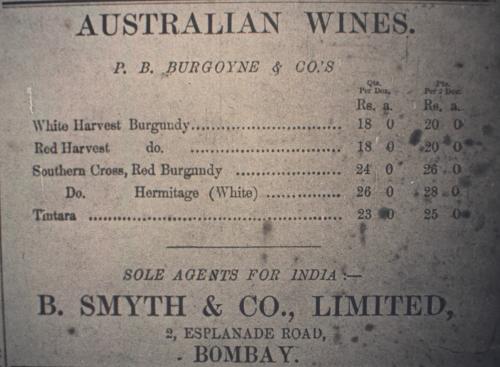 AUSTRALIAN WINES.
P. B. BURGOYNE & CO.'S
Qts. Pts.
Per Doz. Per 2 Doz.
Rs. a. Rs. a.
White Harvest Burgundy........................ 18 0 20 0
Red Harvest do. ........................ 18 0 20 0
Southern Cross, Red Burgundy ................ 24 0 26 0
Do. Hermitage (White) ............ 26 0 28 0
Tintara ........................................ 23 0 25 0
SOLE AGENTS FOR INDIA :—
B. SMYTH & CO., LIMITED,
2, ESPLANADE ROAD,
BOMBAY.